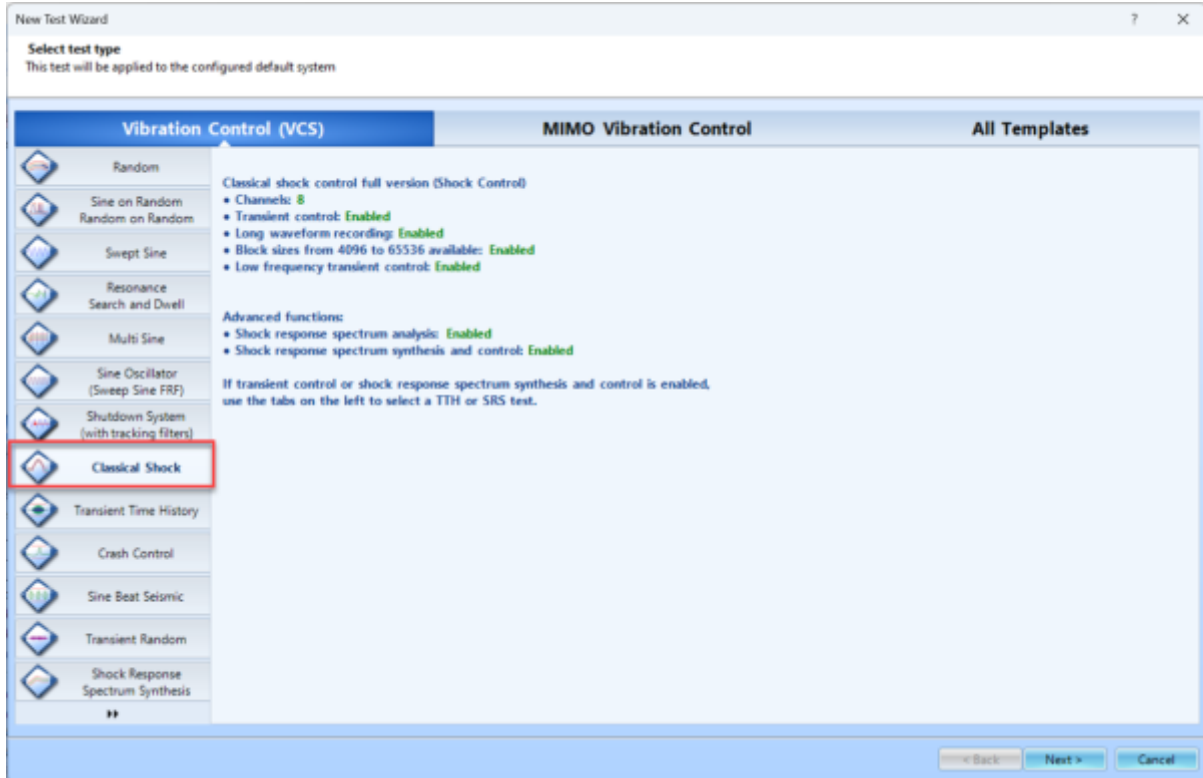 New Test Wizard
?
Select test type
This test will be applied to the configured default system
Vibration Control (VCS)
MIMO Vibration Control
All Templates
Random
Sine on Random
Random on Random
Swept Sine
Resonance
Search and Dwell
Multi Sine
Sine Oscillator
(Sweep Sine FRF)
Shutdown System
(with tracking filters)
Classical Shock
Transient Time History
Crash Control
Sine Beat Seismic
Transient Random
Shock Response
Spectrum Synthesis
Classical shock control full version (Shock Control)
• Channels: 8
• Transient control: Enabled
• Long waveform recording: Enabled
• Block sizes from 4096 to 65536 available: Enabled
• Low frequency transient control: Enabled
Advanced functions:
• Shock response spectrum analysis: Enabled
• Shock response spectrum synthesis and control: Enabled
If transient control or shock response spectrum synthesis and control is enabled,
use the tabs on the left to select a TTH or SRS test.
< Back
Next >
Cancel